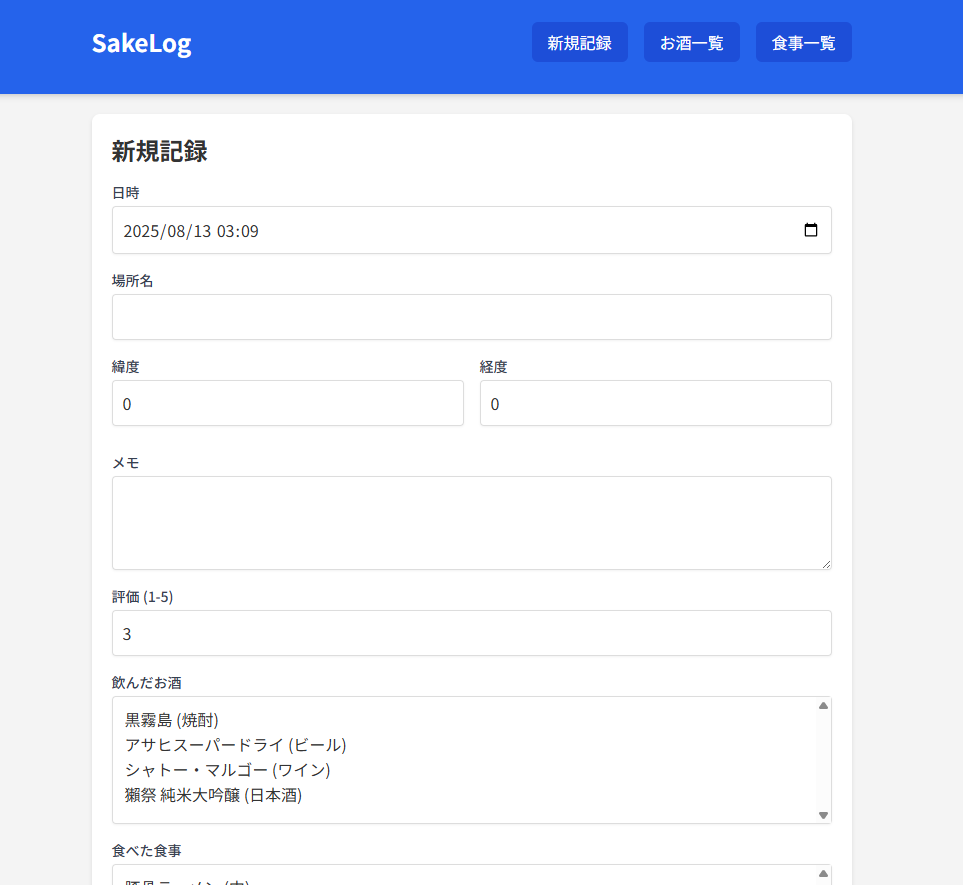 SakeLog
新規記録 お酒一覧 食事一覧
新規記録
日時
2025/08/13 03:09
場所名
緯度 経度
0 0
メモ
評価 (1-5)
3
飲んだお酒
黒霧島 (焼酎)
アサヒスーパードライ (ビール)
シャトー・マルゴー (ワイン)
獺祭 純米大吟醸 (日本酒)
食べた食事